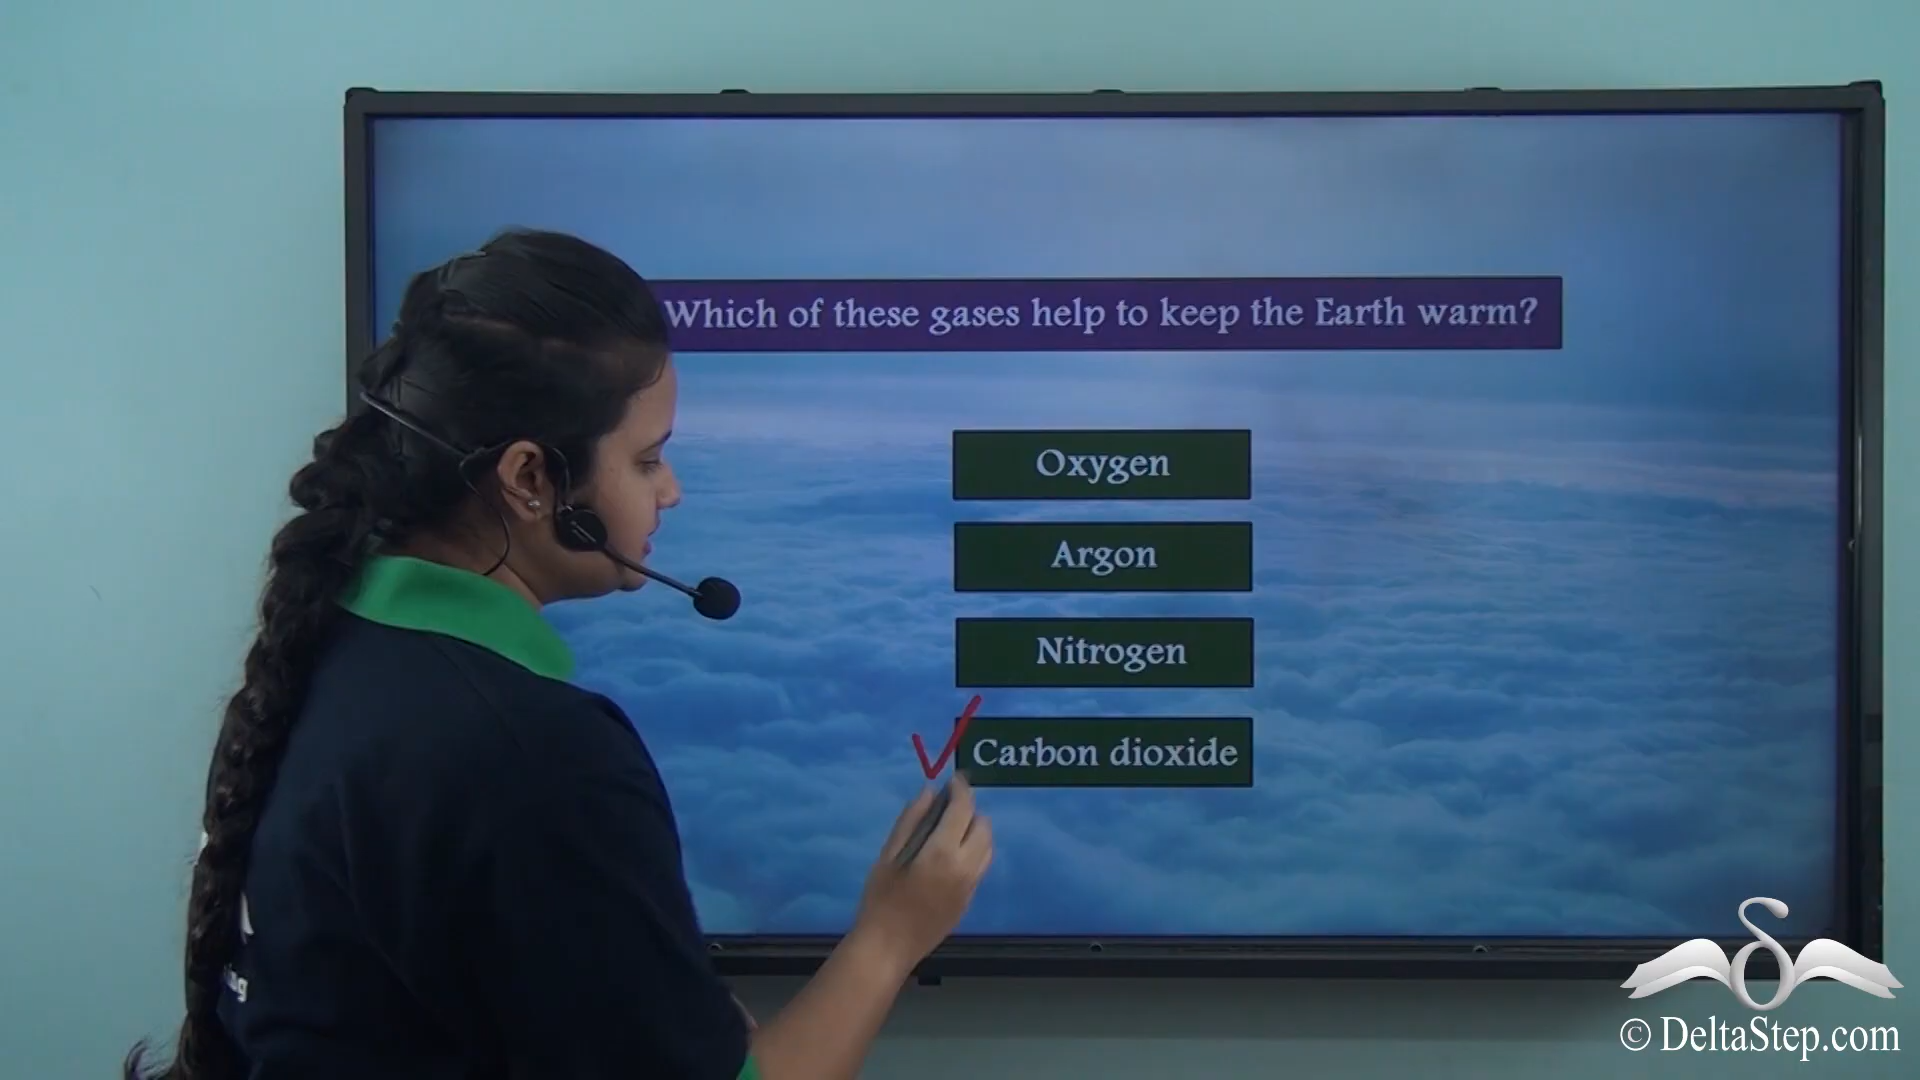 Which of these gases help to keep the Earth warm?
Oxygen
Argon
Nitrogen
Carbon dioxide
© DeltaStep.com